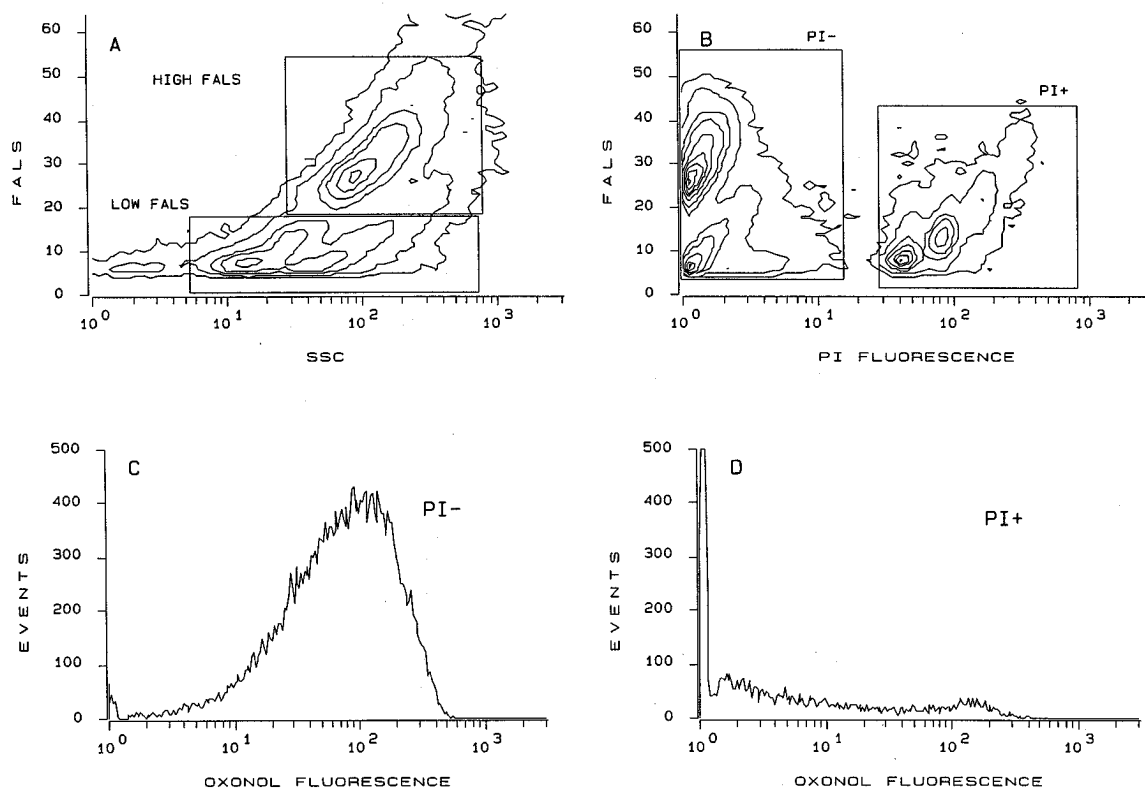 A
HIGH FALS
LOW FALS
FALS
60
50
40
30
20
10
0
10^0 10^1 10^2 10^3
SSC
B
PI-
PI+
FALS
60
50
40
30
20
10
0
10^0 10^1 10^2 10^3
PI FLUORESCENCE
C
PI-
EVENTS
500
400
300
200
100
0
10^0 10^1 10^2 10^3
OXONOL FLUORESCENCE
D
PI+
EVENTS
500
400
300
200
100
0
10^0 10^1 10^2 10^3
OXONOL FLUORESCENCE